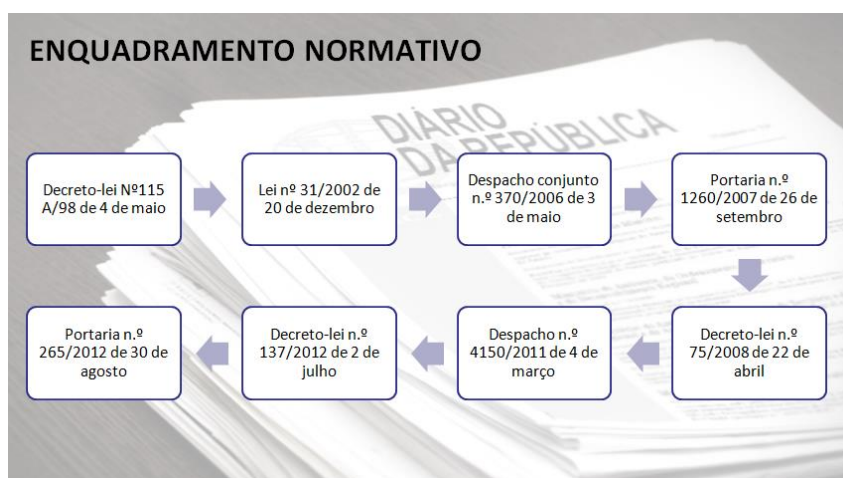 ENQUADRAMENTO NORMATIVO
DIÁRIO
DA REPÚBLICA
Decreto-lei Nº115
A/98 de 4 de maio
Lei nº 31/2002 de
20 de dezembro
Despacho conjunto
n.º 370/2006 de 3
de maio
Portaria n.º
1260/2007 de 26 de
setembro
Decreto-lei n.º
75/2008 de 22 de
abril
Despacho n.º
4150/2011 de 4 de
março
Decreto-lei n.º
137/2012 de 2 de
julho
Portaria n.º
265/2012 de 30 de
agosto